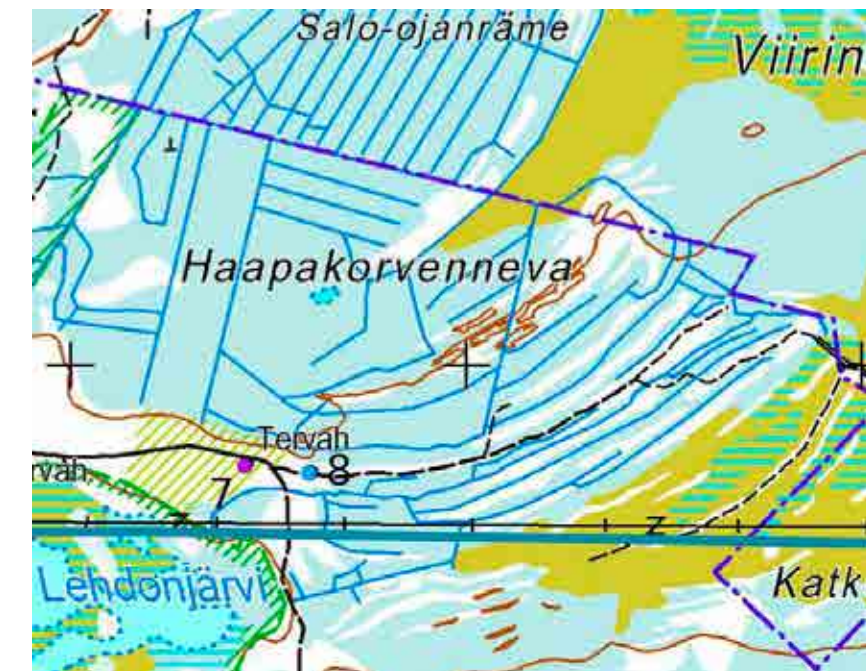 Salo-ojanräme
Viirin
Haapakorvenneva
Tervah
rvah
8
7
z
z
Lehdonjärvi
Katk